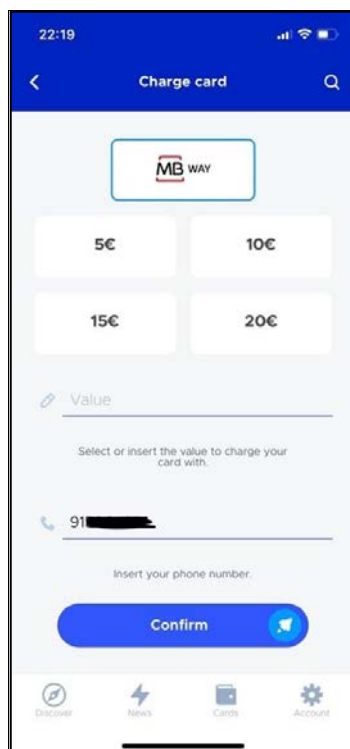 22:19
Charge card
MB WAY
5€
10€
15€
20€
Value
Select or insert the value to charge your
card with.
91
Insert your phone number.
Confirm
Discover
News
Cards
Account